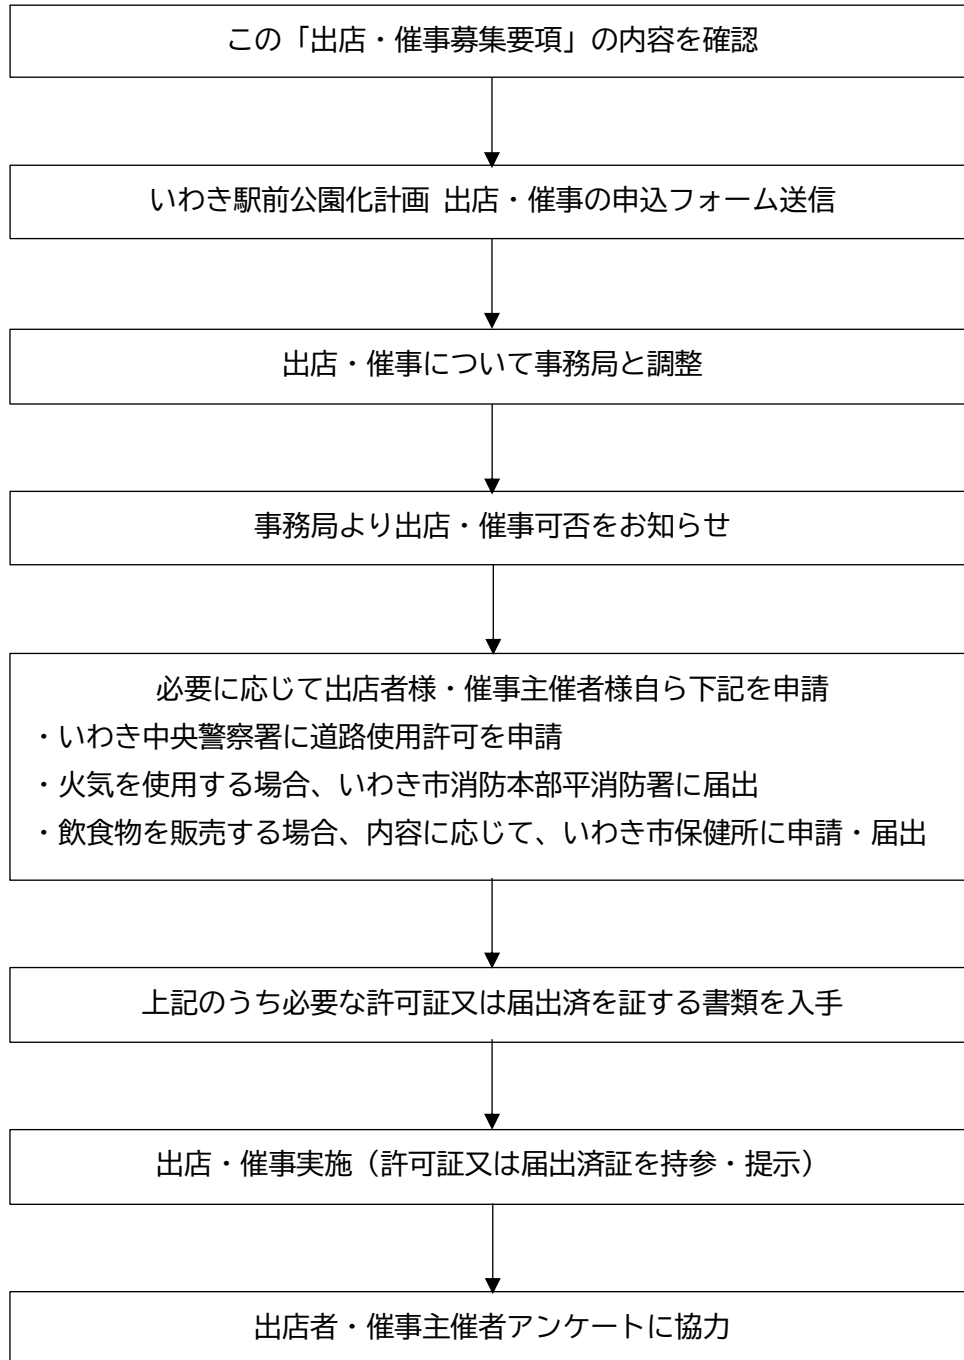 この「出店・催事募集要項」の内容を確認
いわき駅前公園化計画 出店・催事の申込フォーム送信
出店・催事について事務局と調整
事務局より出店・催事可否をお知らせ
必要に応じて出店者様・催事主催者様自ら下記を申請
・いわき中央警察署に道路使用許可を申請
・火気を使用する場合、いわき市消防本部平消防署に届出
・飲食物を販売する場合、内容に応じて、いわき市保健所に申請・届出
上記のうち必要な許可証又は届出済を証する書類を入手
出店・催事実施（許可証又は届出済証を持参・提示）
出店者・催事主催者アンケートに協力